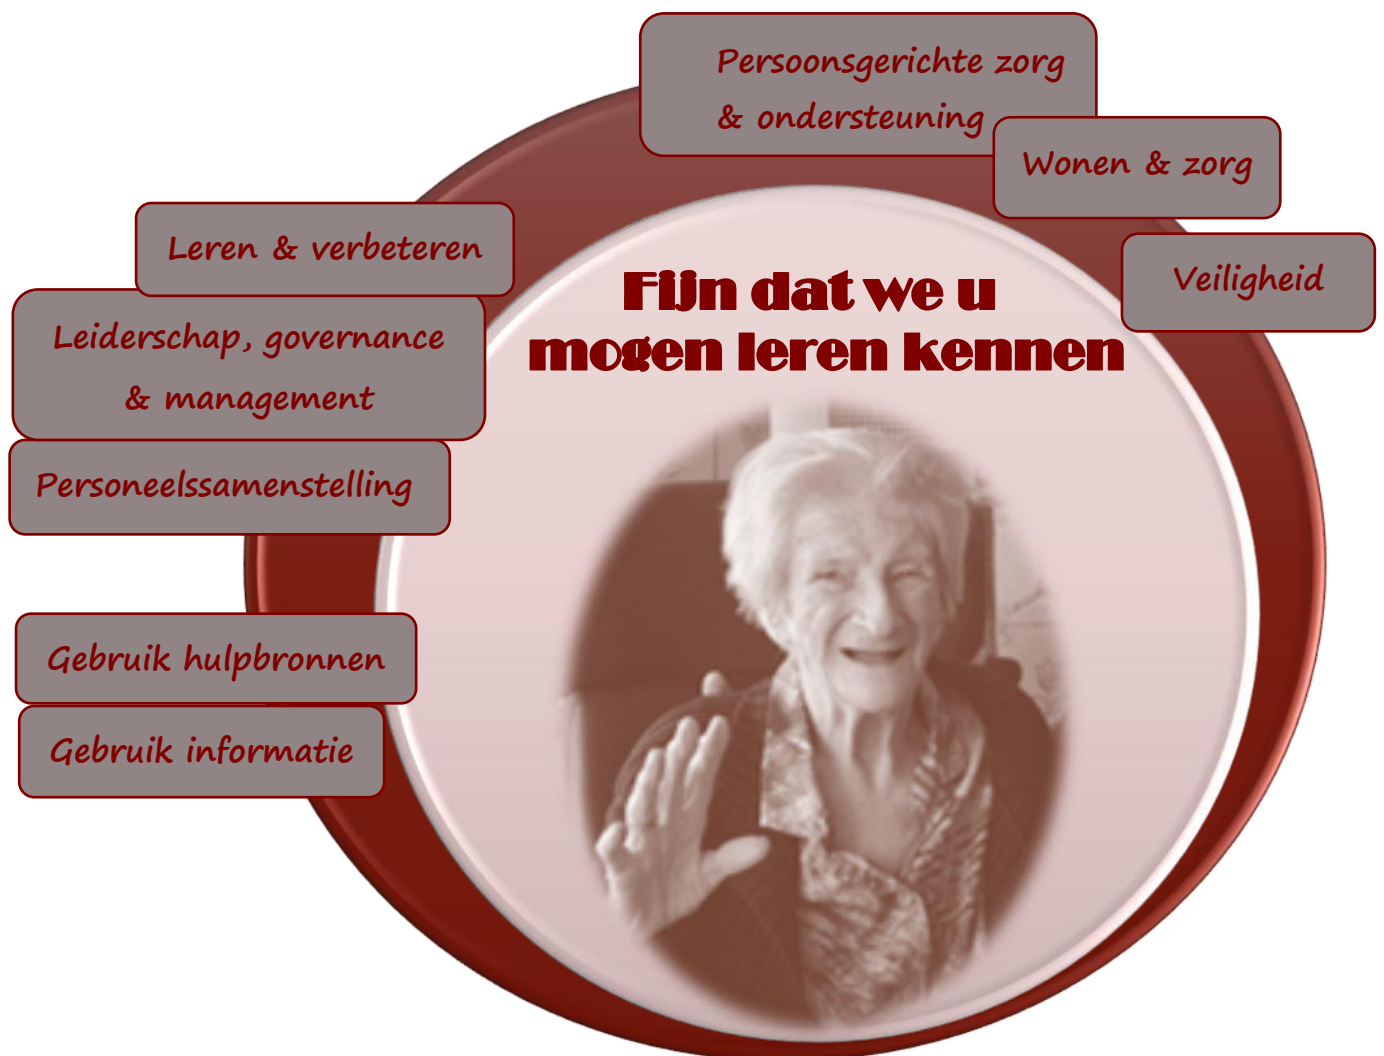 Persoonsgerichte zorg
& ondersteuning
Wonen & zorg
Veiligheid
Leren & verbeteren
Leiderschap, governance
& management
Personeelssamenstelling
Gebruik hulpbronnen
Gebruik informatie
Fijn dat we u
mogen leren kennen